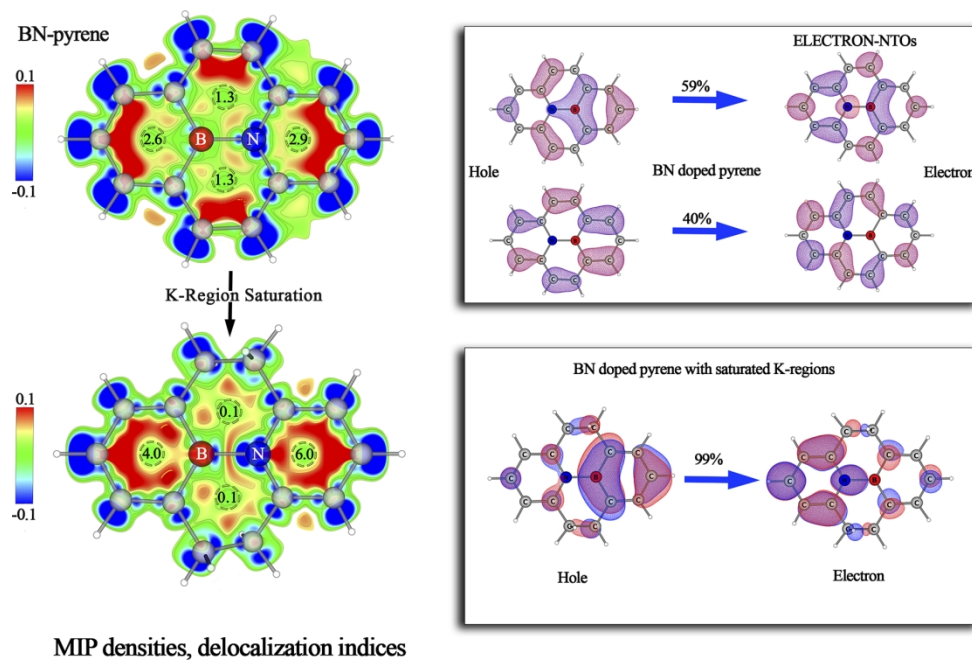 BN-pyrene
0.1
-0.1
1.3
2.6
B
N
2.9
1.3
K-Region Saturation
0.1
-0.1
0.1
4.0
B
N
6.0
0.1
MIP densities, delocalization indices
ELECTRON-NTOs
59%
Hole
BN doped pyrene
Electron
40%
BN doped pyrene with saturated K-regions
99%
Hole
Electron